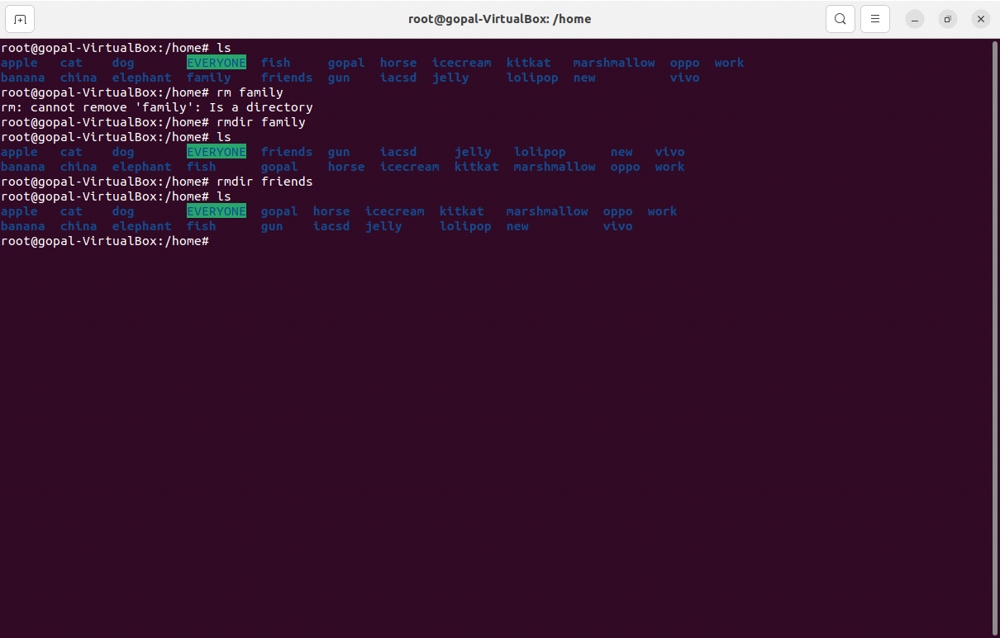 root@gopal-VirtualBox: /home
root@gopal-VirtualBox:/home# ls
apple   cat    dog       EVERYONE  fish     gopal  horse  icecream  kitkat   marshmallow  oppo  work
banana  china  elephant  family    friends  gun    iacsd  jelly     lolipop  new          vivo
root@gopal-VirtualBox:/home# rm family
rm: cannot remove 'family': Is a directory
root@gopal-VirtualBox:/home# rmdir family
root@gopal-VirtualBox:/home# ls
apple   cat    dog       EVERYONE  friends  gun    iacsd     jelly   lolipop      new   vivo
banana  china  elephant  fish      gopal    horse  icecream  kitkat  marshmallow  oppo  work
root@gopal-VirtualBox:/home# rmdir friends
root@gopal-VirtualBox:/home# ls
apple   cat    dog       EVERYONE  gopal  horse  icecream  kitkat   marshmallow  oppo  work
banana  china  elephant  fish      gun    iacsd  jelly     lolipop  new          vivo
root@gopal-VirtualBox:/home#